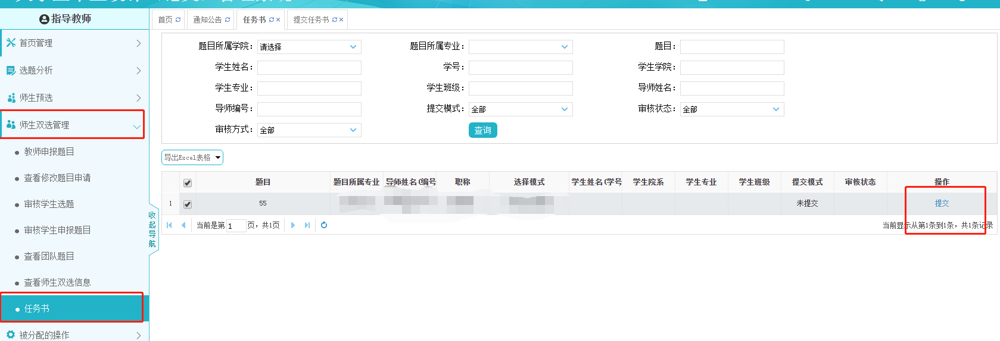 指导教师
首页 通知公告 任务书 提交任务书
首页管理
选题分析
师生预选
师生双选管理
教师申报题目
查看修改题目申请
审核学生选题
审核学生申报题目
查看团队题目
查看师生双选信息
任务书
被分配的操作
收起导航
题目所属学院： 请选择 题目所属专业： 题目：
学生姓名： 学号： 学生学院：
学生专业： 学生班级： 导师姓名：
导师编号： 提交模式： 全部 审核状态： 全部
审核方式： 全部 查询
导出Excel表格
题目 题目所属专业 导师姓名(编号 职称 选择模式 学生姓名(学号 学生院系 学生专业 学生班级 提交模式 审核状态 操作
1 55 未提交 提交
当前是第 1 页，共1页 当前显示从第1条到1条，共1条记录